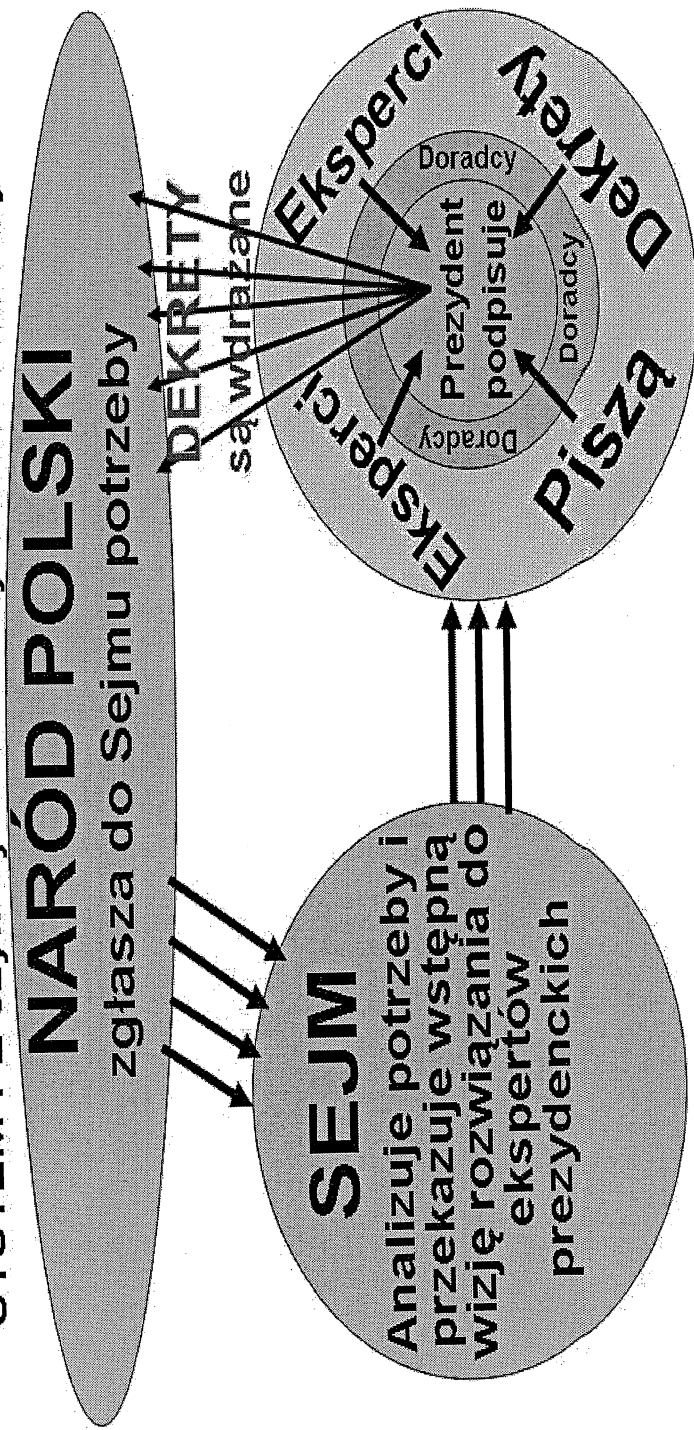 NARÓD POLSKI
zgłasza do Sejmu potrzeby
SEJM
Analizuje potrzeby i
przekazuje wstępną
wizję rozwiązania do
ekspertów
prezydenckich
DEKRETY
są wdrażane
Eksperci
Eksperci
Piszą
Dekrety
Doradcy
Doradcy
Doradcy
Prezydent
podpisuje